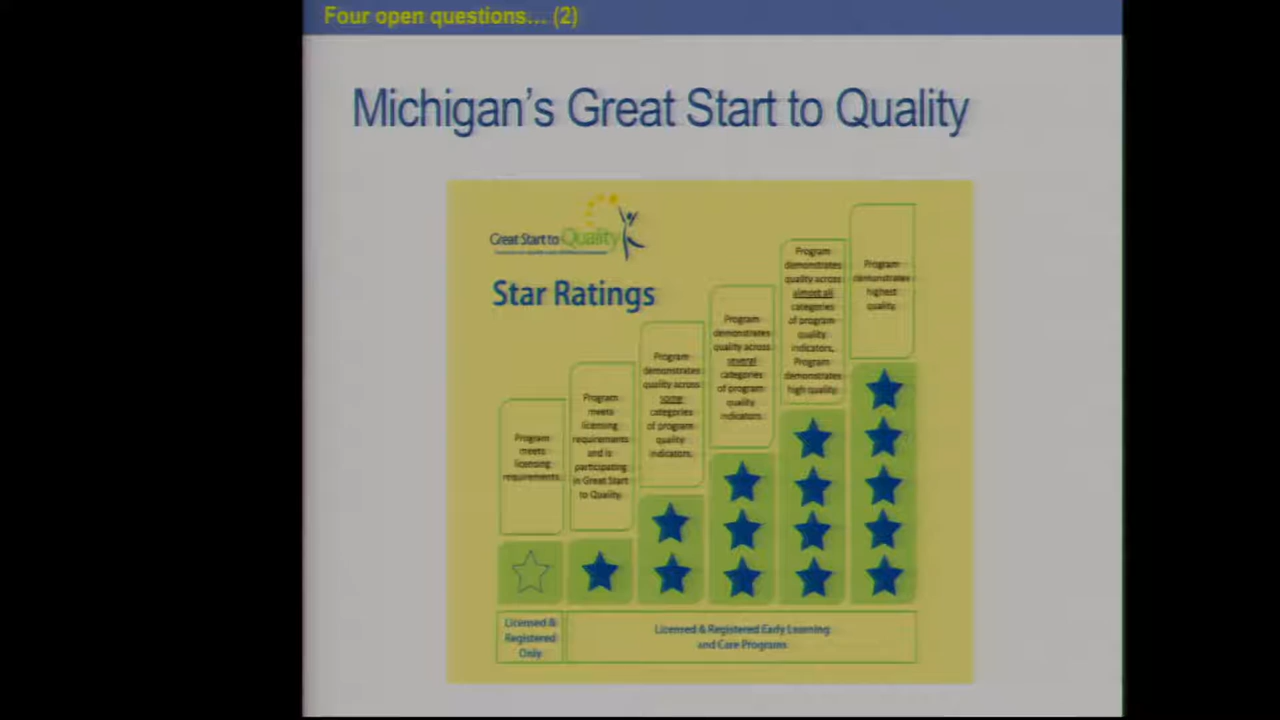 Four open questions... (2)
Michigan's Great Start to Quality
Great Start to Quality
Star Ratings
Program
meets
licensing
requirements.
Program
meets
licensing
requirements
and is
participating
in Great Start
to Quality.
Program
demonstrates
quality across
some
categories
of program
quality
indicators.
Program
demonstrates
quality across
several
categories
of program
quality
indicators.
Program
demonstrates
quality across
almost all
categories
of program
quality
indicators.
Program
demonstrates
high quality.
Program
demonstrates
highest
quality.
Licensed &
Registered
Only
Licensed & Registered Early Learning
and Care Programs